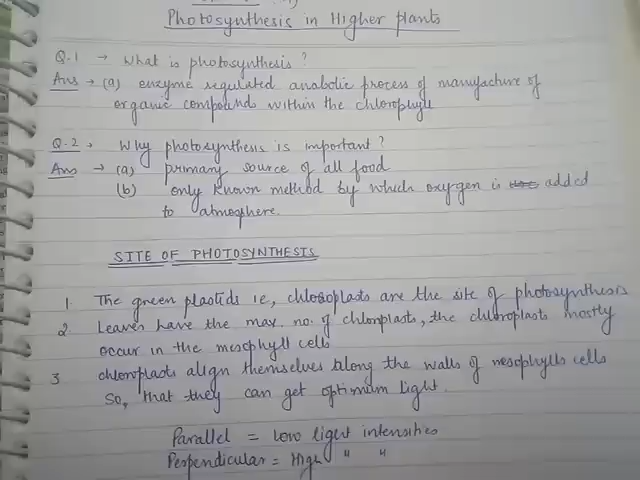 Photosynthesis in Higher plants
Q.1 → What is photosynthesis?
Ans → (a) enzyme regulated anabolic process of manufacture of
organic compound within the chlorophyll
Q.2 → Why photosynthesis is important?
Ans → (a) primary source of all food
(b) only known method by which oxygen is added
to atmosphere.
SITE OF PHOTOSYNTHESIS
1. The green plastids i.e, chloroplasts are the site of photosynthesis
2. Leaves have the max. no. of chloroplasts, the chloroplasts mostly
occur in the mesophyll cells
3 chloroplasts align themselves along the walls of mesophylls cells
So, that they can get optimum light.
Parallel = Low light intensities
Perpendicular = High " "